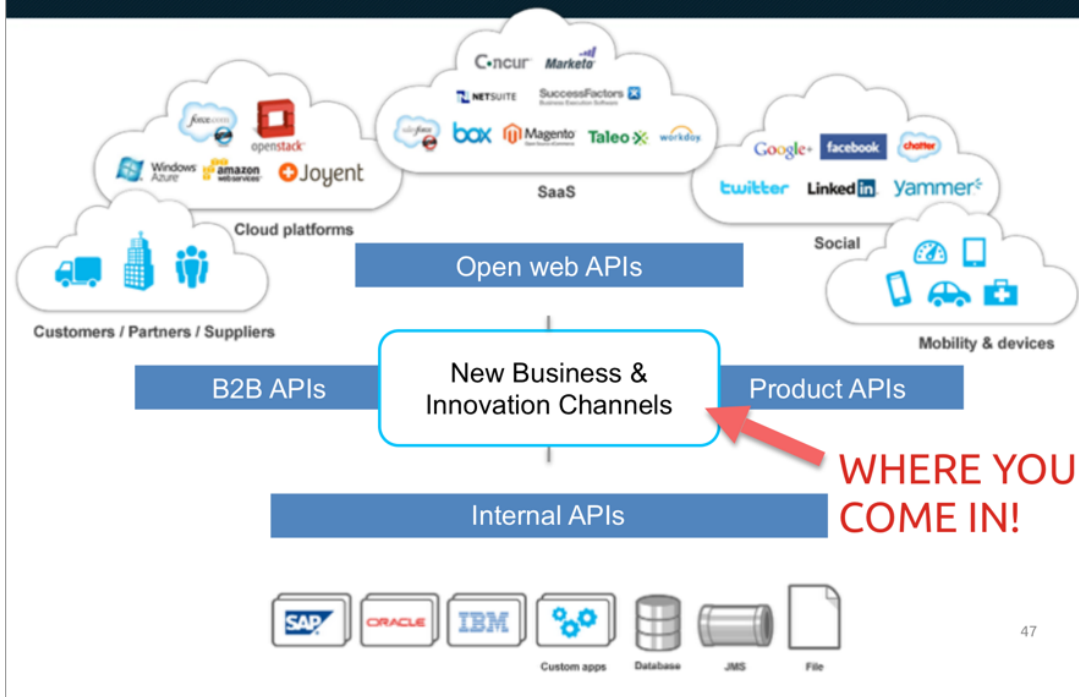 Concur
Marketo
NETSUITE
SuccessFactors
Business Execution Software
salesforce
box
Magento
Taleo
workday
SaaS
force.com
openstack
Windows Azure
amazon
webservices
Joyent
Cloud platforms
Google+
facebook
chatter
twitter
Linked in
yammer
Social
Customers / Partners / Suppliers
Mobility & devices
Open web APIs
B2B APIs
New Business &
Innovation Channels
Product APIs
WHERE YOU
COME IN!
Internal APIs
SAP
ORACLE
IBM
Custom apps
Database
JMS
File
47